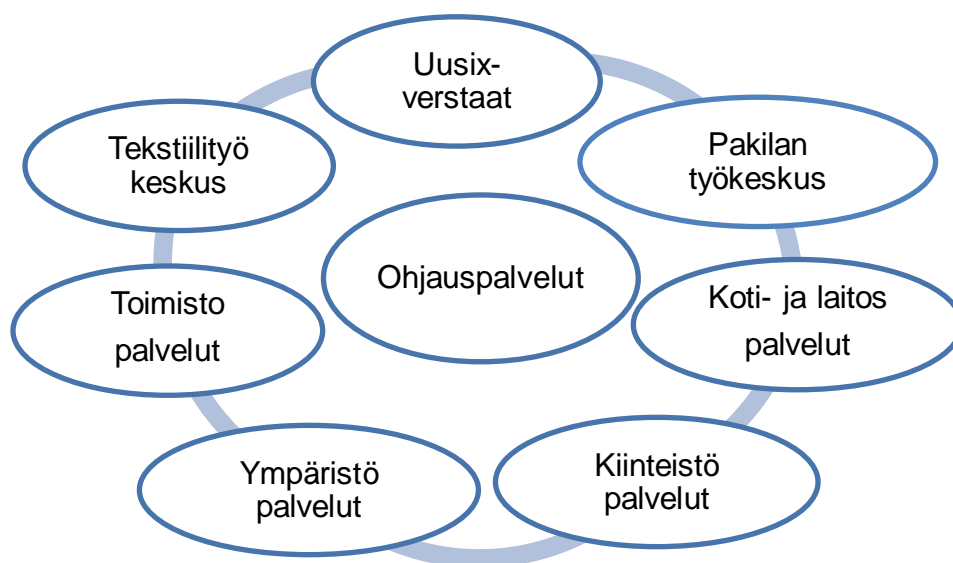 Uusix-
verstaat
Tekstiilityö
keskus
Pakilan
työkeskus
Ohjauspalvelut
Toimisto
palvelut
Koti- ja laitos
palvelut
Ympäristö
palvelut
Kiinteistö
palvelut